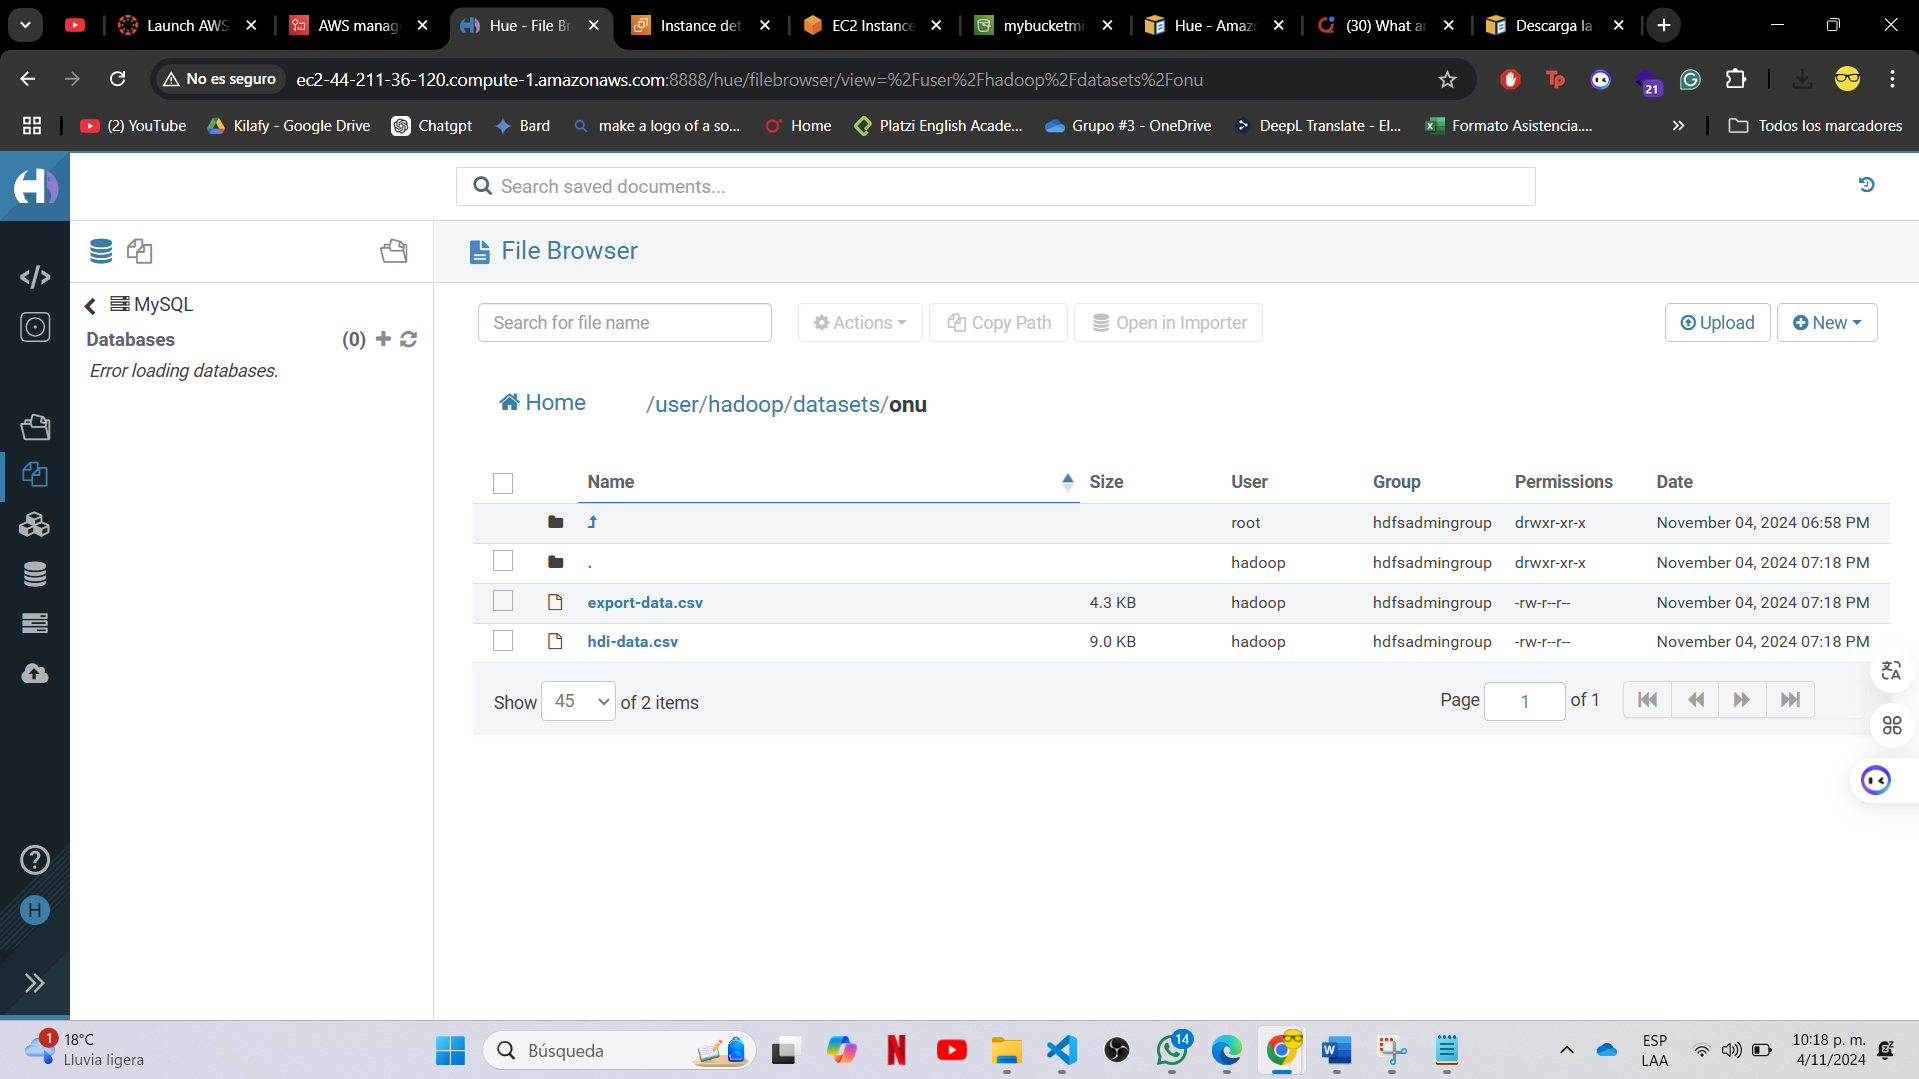 Launch AWS
AWS manag
Hue - File Br
Instance det
EC2 Instance
mybucketmi
Hue - Amaz
(30) What ar
Descarga la
No es seguro
ec2-44-211-36-120.compute-1.amazonaws.com:8888/hue/filebrowser/view=%2Fuser%2Fhadoop%2Fdatasets%2Fonu
21
(2) YouTube
Kilafy - Google Drive
Chatgpt
Bard
make a logo of a so...
Home
Platzi English Acade...
Grupo #3 - OneDrive
DeepL Translate - El...
Formato Asistencia....
Todos los marcadores
Search saved documents...
File Browser
MySQL
Databases (0)
Error loading databases.
Search for file name
Actions
Copy Path
Open in Importer
Upload
New
Home /user/hadoop/datasets/onu
Name Size User Group Permissions Date
root hdfsadmingroup drwxr-xr-x November 04, 2024 06:58 PM
. hadoop hdfsadmingroup drwxr-xr-x November 04, 2024 07:18 PM
export-data.csv 4.3 KB hadoop hdfsadmingroup -rw-r--r-- November 04, 2024 07:18 PM
hdi-data.csv 9.0 KB hadoop hdfsadmingroup -rw-r--r-- November 04, 2024 07:18 PM
Show 45 of 2 items
Page 1 of 1
H
1
18°C
Lluvia ligera
Búsqueda
14
ESP
LAA
10:18 p. m.
4/11/2024